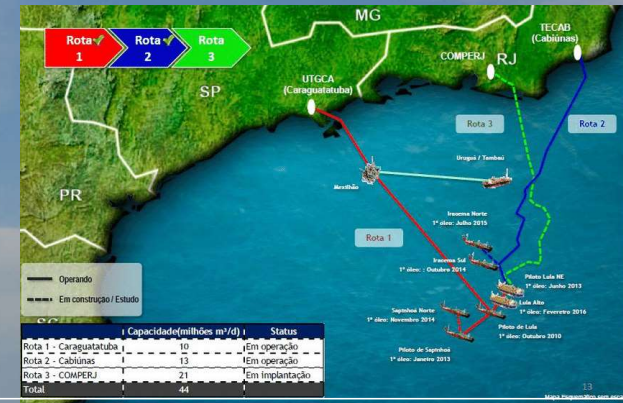 MG
TECAB
(Cabiúnas)
Rota
1
Rota
2
Rota
3
COMPERJ
RJ
UTGCA
(Caraguatatuba)
SP
Rota 3
Rota 2
Uruguá / Tambaú
Mexilhão
PR
Iracema Norte
1º óleo: Julho 2015
Rota 1
Iracema Sul
1º óleo: : Outubro 2014
Operando
Em construção / Estudo
Piloto Lula NE
1º óleo: Junho 2013
Lula Alto
1º óleo: Fevereiro 2016
Sapinhoá Norte
1º óleo: Novembro 2014
Piloto de Lula
1º óleo: Outubro 2010
Piloto de Sapinhoá
1º óleo: Janeiro 2013
SC
Capacidade(milhões m³/d) Status
Rota 1 - Caraguatatuba 10 Em operação
Rota 2 - Cabiúnas 13 Em operação
Rota 3 - COMPERJ 21 Em implantação
Total 44
13
Mapa Esquemático sem esca